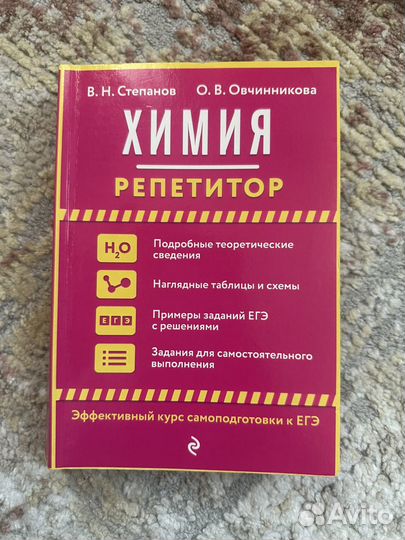 В. Н. Степанов О. В. Овчинникова
ХИМИЯ
РЕПЕТИТОР
H₂O
Подробные теоретические
сведения
Наглядные таблицы и схемы
ЕГЭ
Примеры заданий ЕГЭ
с решениями
Задания для самостоятельного
выполнения
Эффективный курс самоподготовки к ЕГЭ
Avito